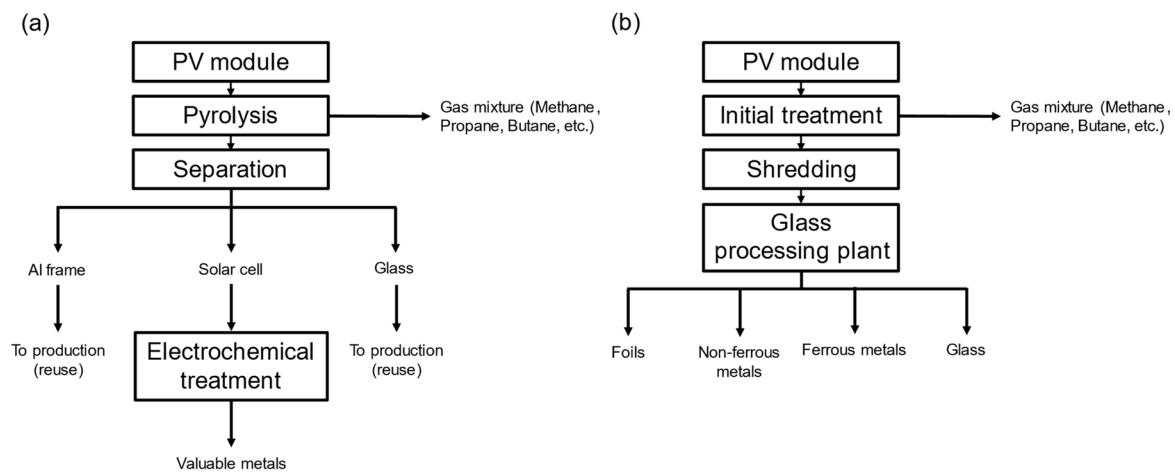 (a)
PV module
Pyrolysis
Gas mixture (Methane,
Propane, Butane, etc.)
Separation
Al frame
Solar cell
Glass
To production
(reuse)
Electrochemical
treatment
To production
(reuse)
Valuable metals
(b)
PV module
Initial treatment
Gas mixture (Methane,
Propane, Butane, etc.)
Shredding
Glass
processing plant
Foils
Non-ferrous
metals
Ferrous metals
Glass